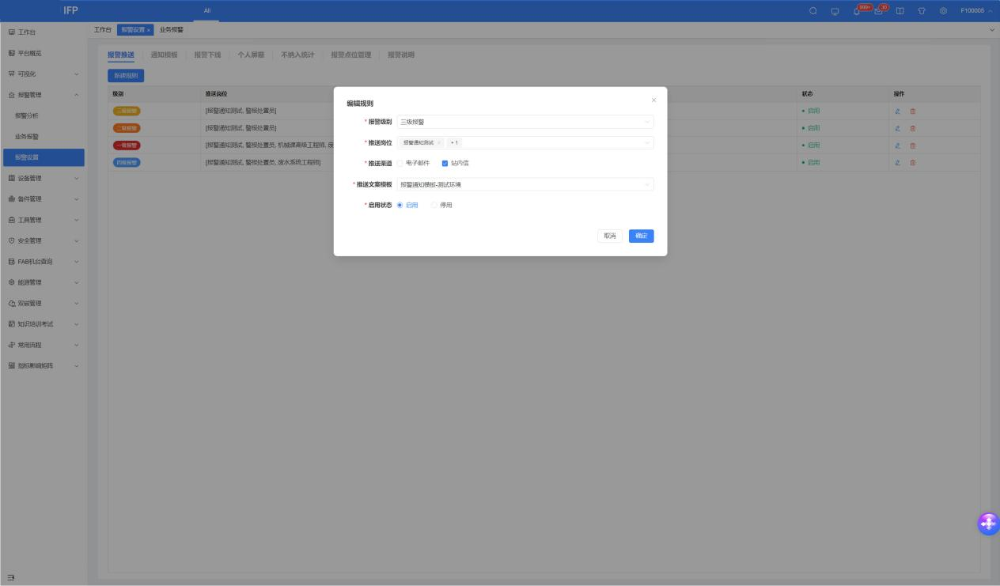 IFP All 999+ 30 F100005
工作台 工作台 报警设置 × 业务报警
平台概览 报警推送 通知模板 报警下线 个人屏蔽 不纳入统计 报警点位管理 报警说明
可视化 新建规则
报警管理 级别 推送岗位 状态 操作
三级报警 [报警通知测试, 警报处置员] 启用
报警分析
二级报警 [报警通知测试, 警报处置员] 启用
业务报警
一级报警 [报警通知测试, 警报处置员, 机械课高级工程师, 废 启用
报警设置
四级报警 [报警通知测试, 警报处置员, 废水系统工程师] 启用
设备管理
备件管理
工具管理
安全管理
FAB机台查询
能源管理
双碳管理
知识培训考试
常用流程
指标影响矩阵
编辑规则
* 报警级别 三级报警
* 推送岗位 报警通知测试 × + 1
* 推送渠道 电子邮件 站内信
* 推送文案模板 报警通知模板-测试环境
* 启用状态 启用 停用
取消 确定